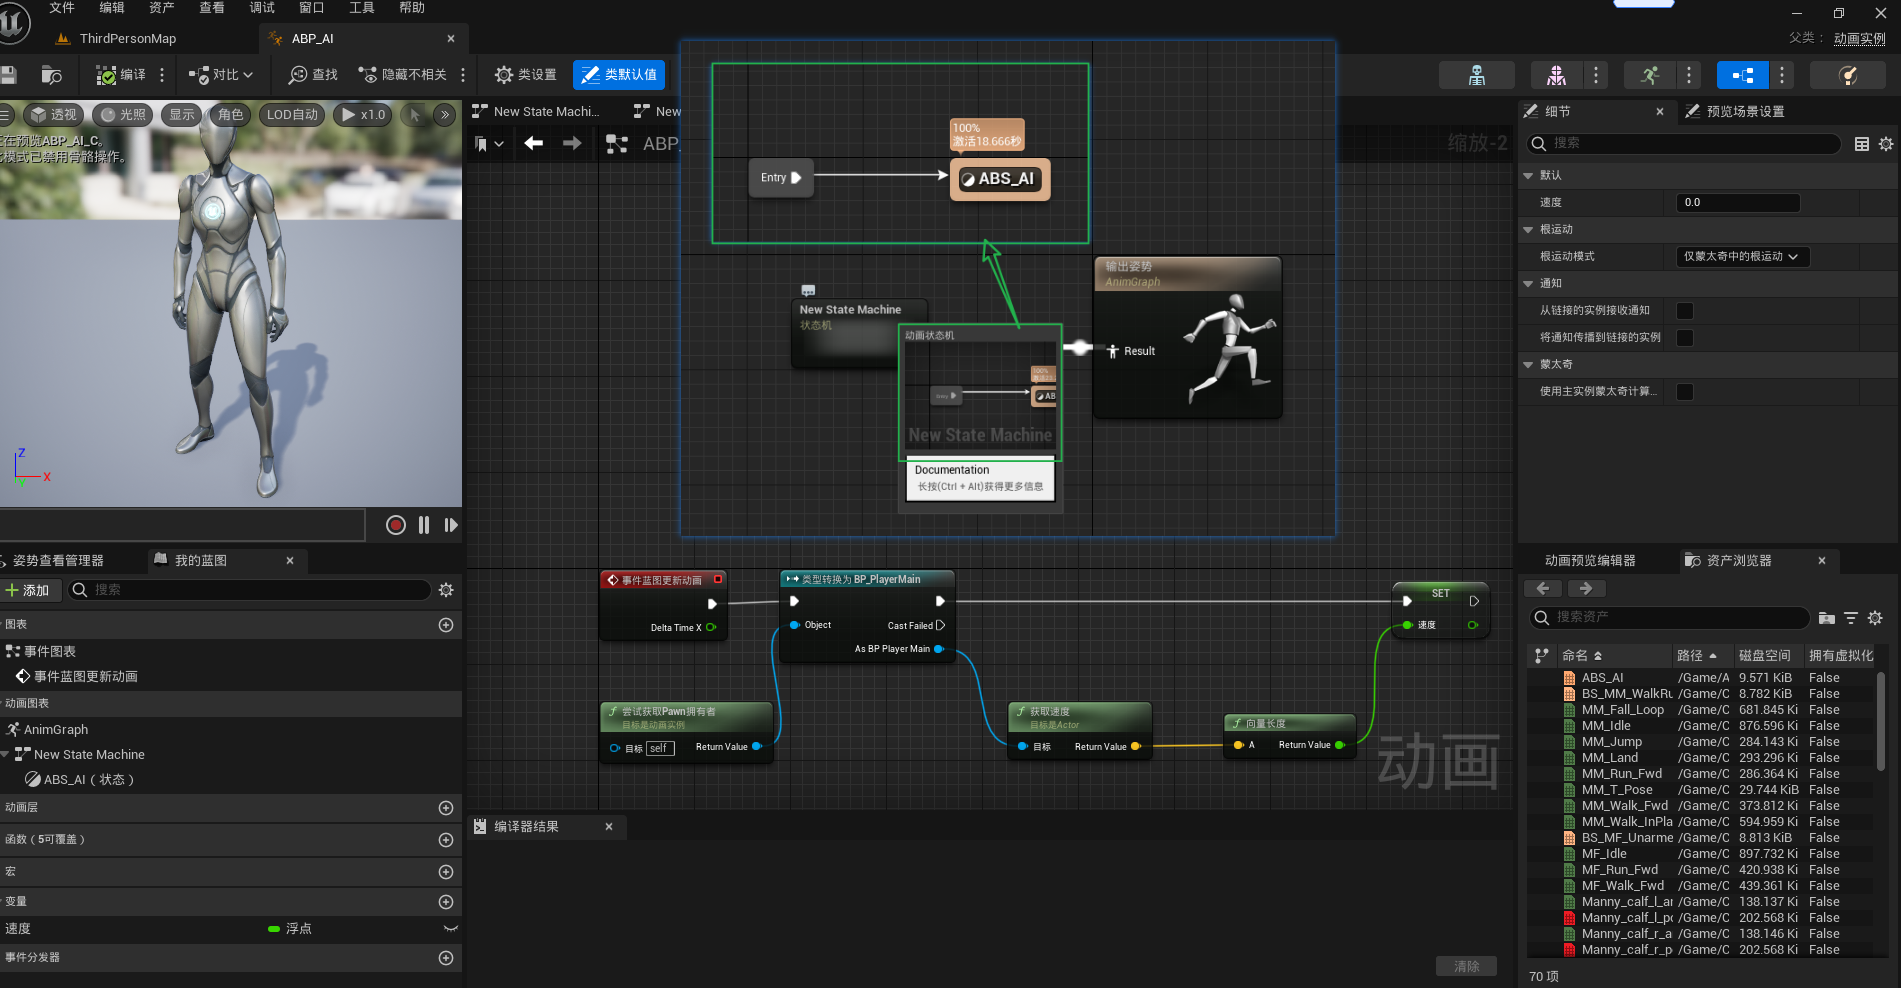 文件 编辑 资产 查看 调试 窗口 工具 帮助
ThirdPersonMap
ABP_AI
父类： 动画实例
编译 对比 查找 隐藏不相关 类设置 类默认值
透视 光照 显示 角色 LOD自动 x1.0
在预览ABP_AI_C。
模式已禁用骨骼操作。
Z
X
New State Machi...
New
ABP_
缩放-2
100%
激活18.666秒
Entry
ABS_AI
New State Machine
状态机
动画状态机
100%
Entry
AB
New State Machine
Documentation
长按(Ctrl + Alt)获得更多信息
输出姿势
AnimGraph
Result
事件蓝图更新动画
Delta Time X
类型转换为 BP_PlayerMain
Object
Cast Failed
As BP Player Main
SET
速度
尝试获取Pawn拥有者
目标是动画实例
目标 self Return Value
获取速度
目标是Actor
目标 Return Value
向量长度
A Return Value
动画
姿势查看管理器
我的蓝图
添加
搜索
图表
事件图表
事件蓝图更新动画
动画图表
AnimGraph
New State Machine
ABS_AI（状态）
动画层
函数（5可覆盖）
宏
变量
速度 浮点
事件分发器
编译器结果
清除
细节
预览场景设置
搜索
默认
速度 0.0
根运动
根运动模式 仅蒙太奇中的根运动
通知
从链接的实例接收通知
将通知传播到链接的实例
蒙太奇
使用主实例蒙太奇计算...
动画预览编辑器
资产浏览器
搜索资产
命名 路径 磁盘空间 拥有虚拟化
ABS_AI /Game/A 9.571 KiB False
BS_MM_WalkRu /Game/C 8.782 KiB False
MM_Fall_Loop /Game/C 681.845 Ki False
MM_Idle /Game/C 876.596 Ki False
MM_Jump /Game/C 284.143 Ki False
MM_Land /Game/C 293.296 Ki False
MM_Run_Fwd /Game/C 286.364 Ki False
MM_T_Pose /Game/C 29.744 KiB False
MM_Walk_Fwd /Game/C 373.812 Ki False
MM_Walk_InPla /Game/C 594.959 Ki False
BS_MF_Unarme /Game/C 8.813 KiB False
MF_Idle /Game/C 897.732 Ki False
MF_Run_Fwd /Game/C 420.938 Ki False
MF_Walk_Fwd /Game/C 439.361 Ki False
Manny_calf_l_ar /Game/C 138.137 Ki False
Manny_calf_l_po /Game/C 202.568 Ki False
Manny_calf_r_a /Game/C 138.146 Ki False
Manny_calf_r_p /Game/C 202.568 Ki False
70 项